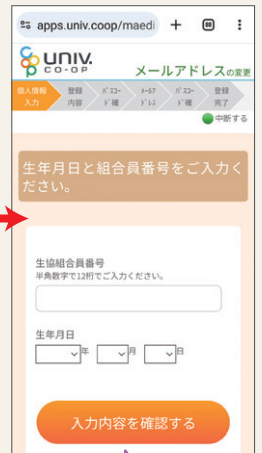 apps.univ.coop/maedi
univ.
CO-OP
メールアドレスの変更
個人情報
入力
登録
内容
パスコー
ド確
メールア
ドレス
パスコー
ド確
登録
完了
中断する
生年月日と組合員番号をご入力く
ださい。
生協組合員番号
半角数字で12桁でご入力ください。
生年月日
年
月
日
入力内容を確認する